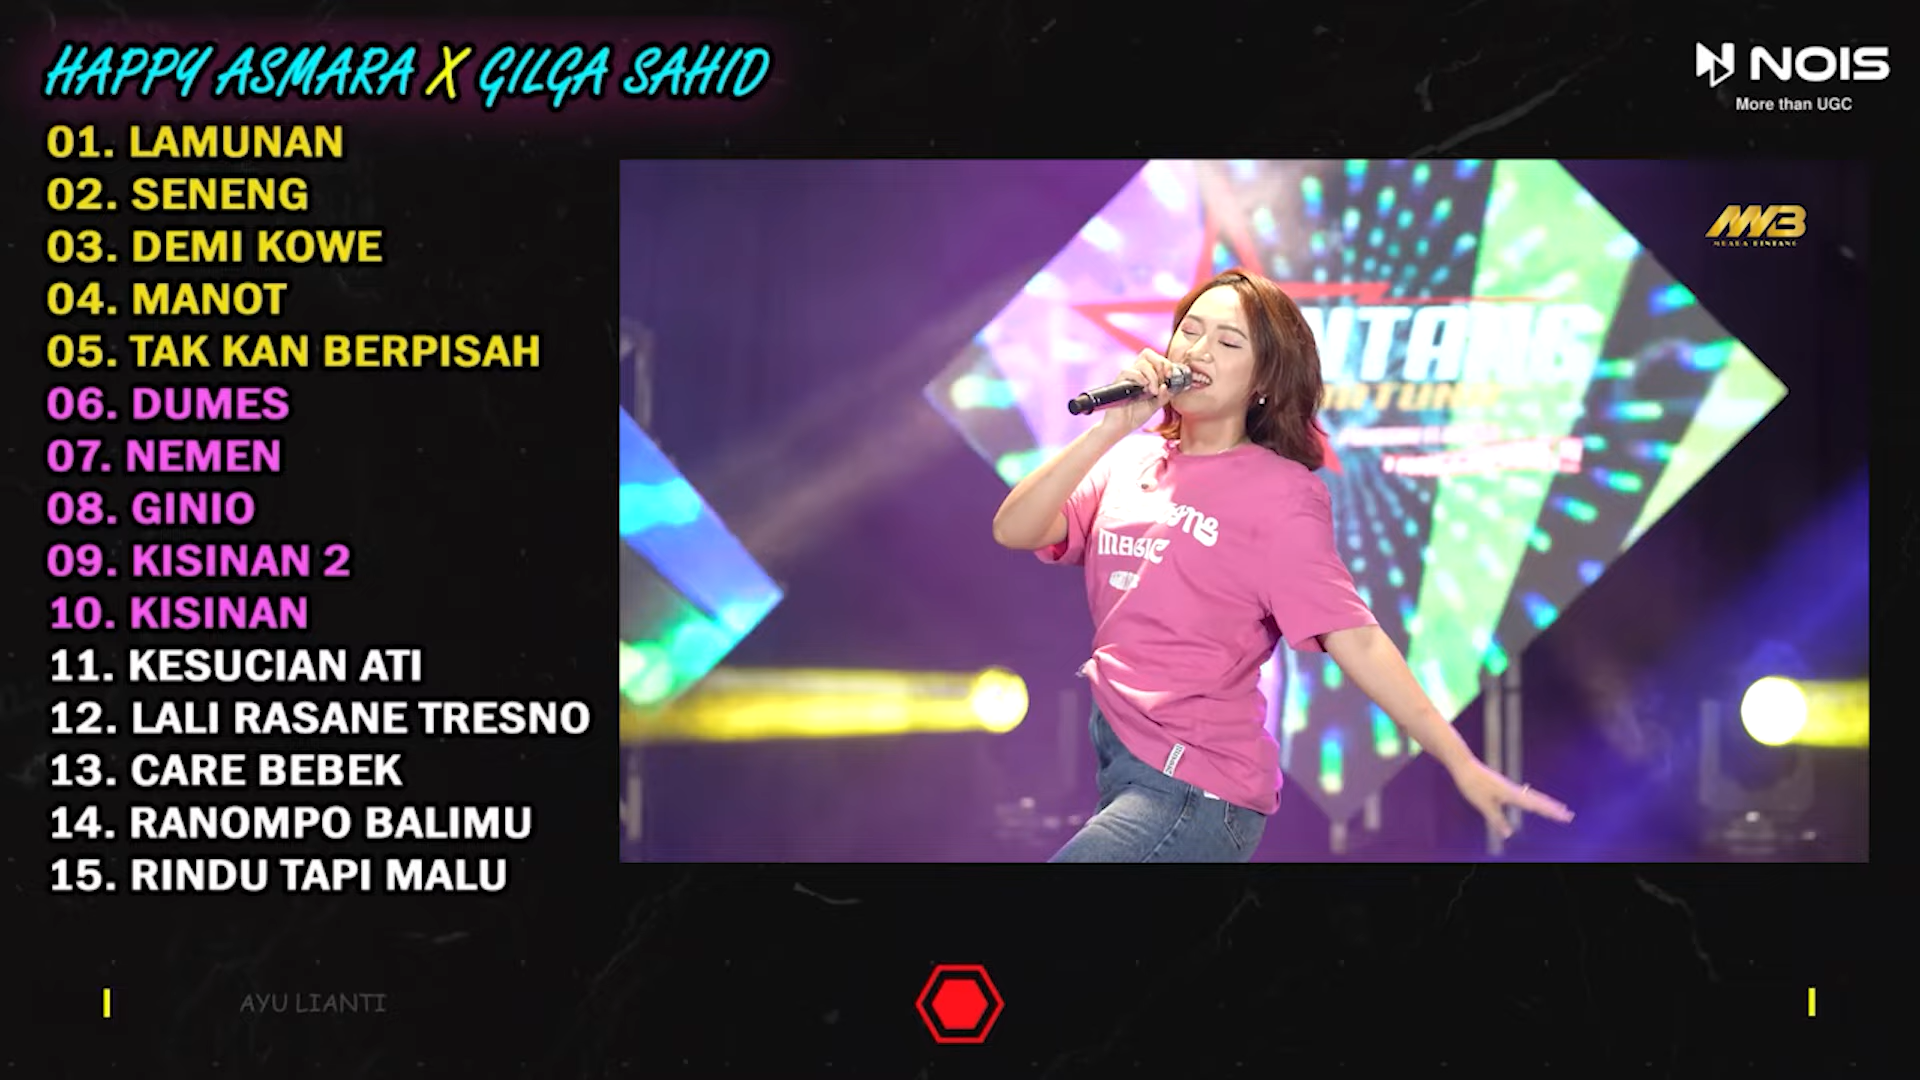 HAPPY ASMARA X GILGA SAHID
NOIS
More than UGC
01. LAMUNAN
02. SENENG
03. DEMI KOWE
04. MANOT
05. TAK KAN BERPISAH
06. DUMES
07. NEMEN
08. GINIO
09. KISINAN 2
10. KISINAN
11. KESUCIAN ATI
12. LALI RASANE TRESNO
13. CARE BEBEK
14. RANOMPO BALIMU
15. RINDU TAPI MALU
MUARA BINTANG
MAGIC
AYU LIANTI